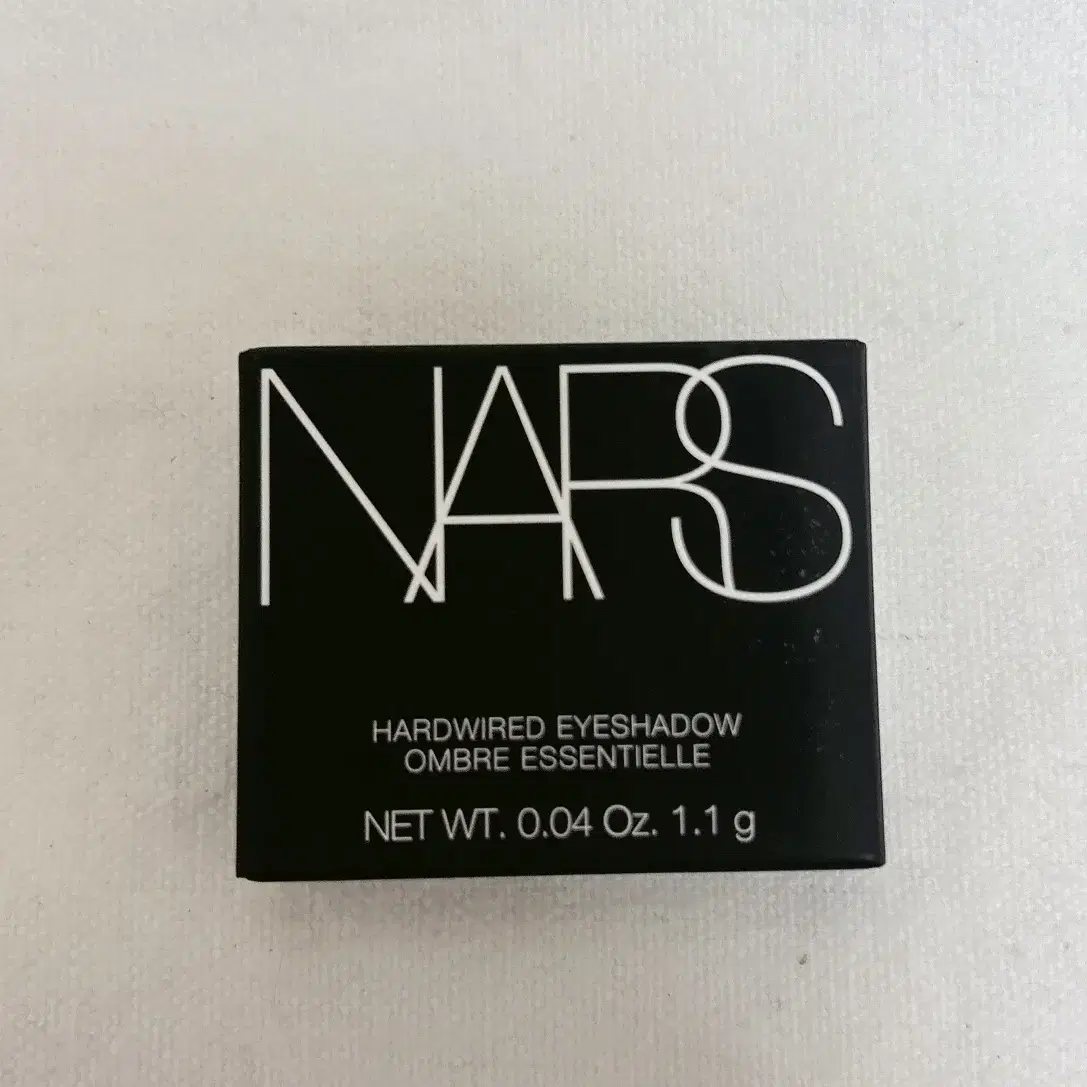 NARS
HARDWIRED EYESHADOW
OMBRE ESSENTIELLE
NET WT. 0.04 Oz. 1.1 g